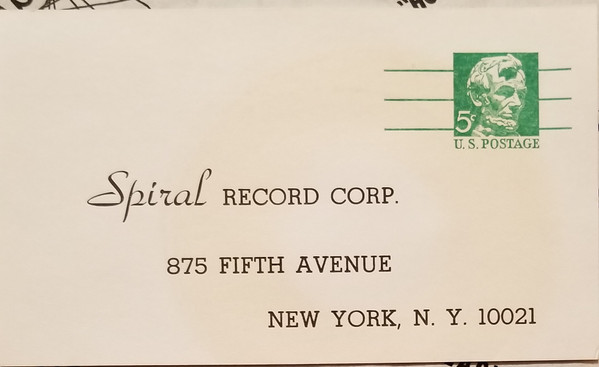 5¢
U.S. POSTAGE
Spiral RECORD CORP.
875 FIFTH AVENUE
NEW YORK, N. Y. 10021